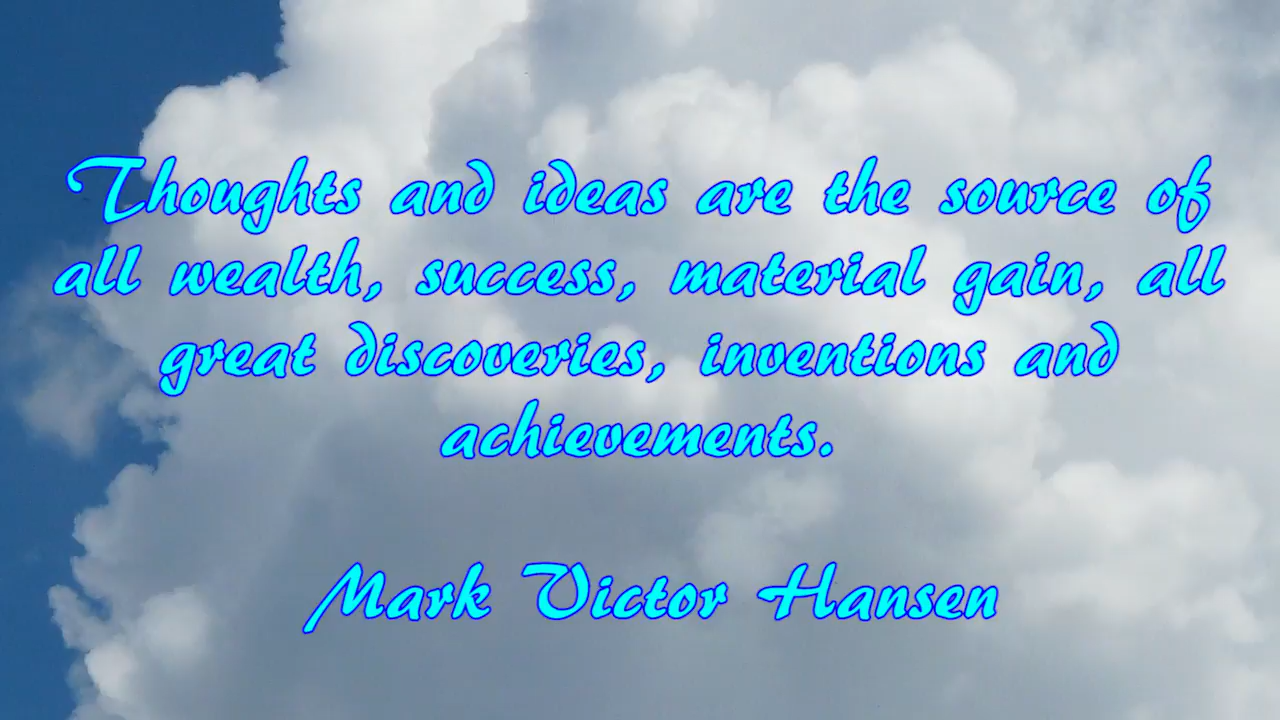 Thoughts and ideas are the source of
all wealth, success, material gain, all
great discoveries, inventions and
achievements.
Mark Victor Hansen